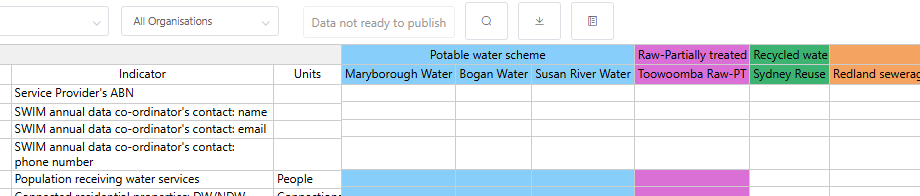 All Organisations
Data not ready to publish
Potable water scheme Raw-Partially treated Recycled wate
Indicator Units Maryborough Water Bogan Water Susan River Water Toowoomba Raw-PT Sydney Reuse Redland sewerag
Service Provider's ABN
SWIM annual data co-ordinator's contact: name
SWIM annual data co-ordinator's contact: email
SWIM annual data co-ordinator's contact:
phone number
Population receiving water services People
Connected residential properties: DW/NDW Connections